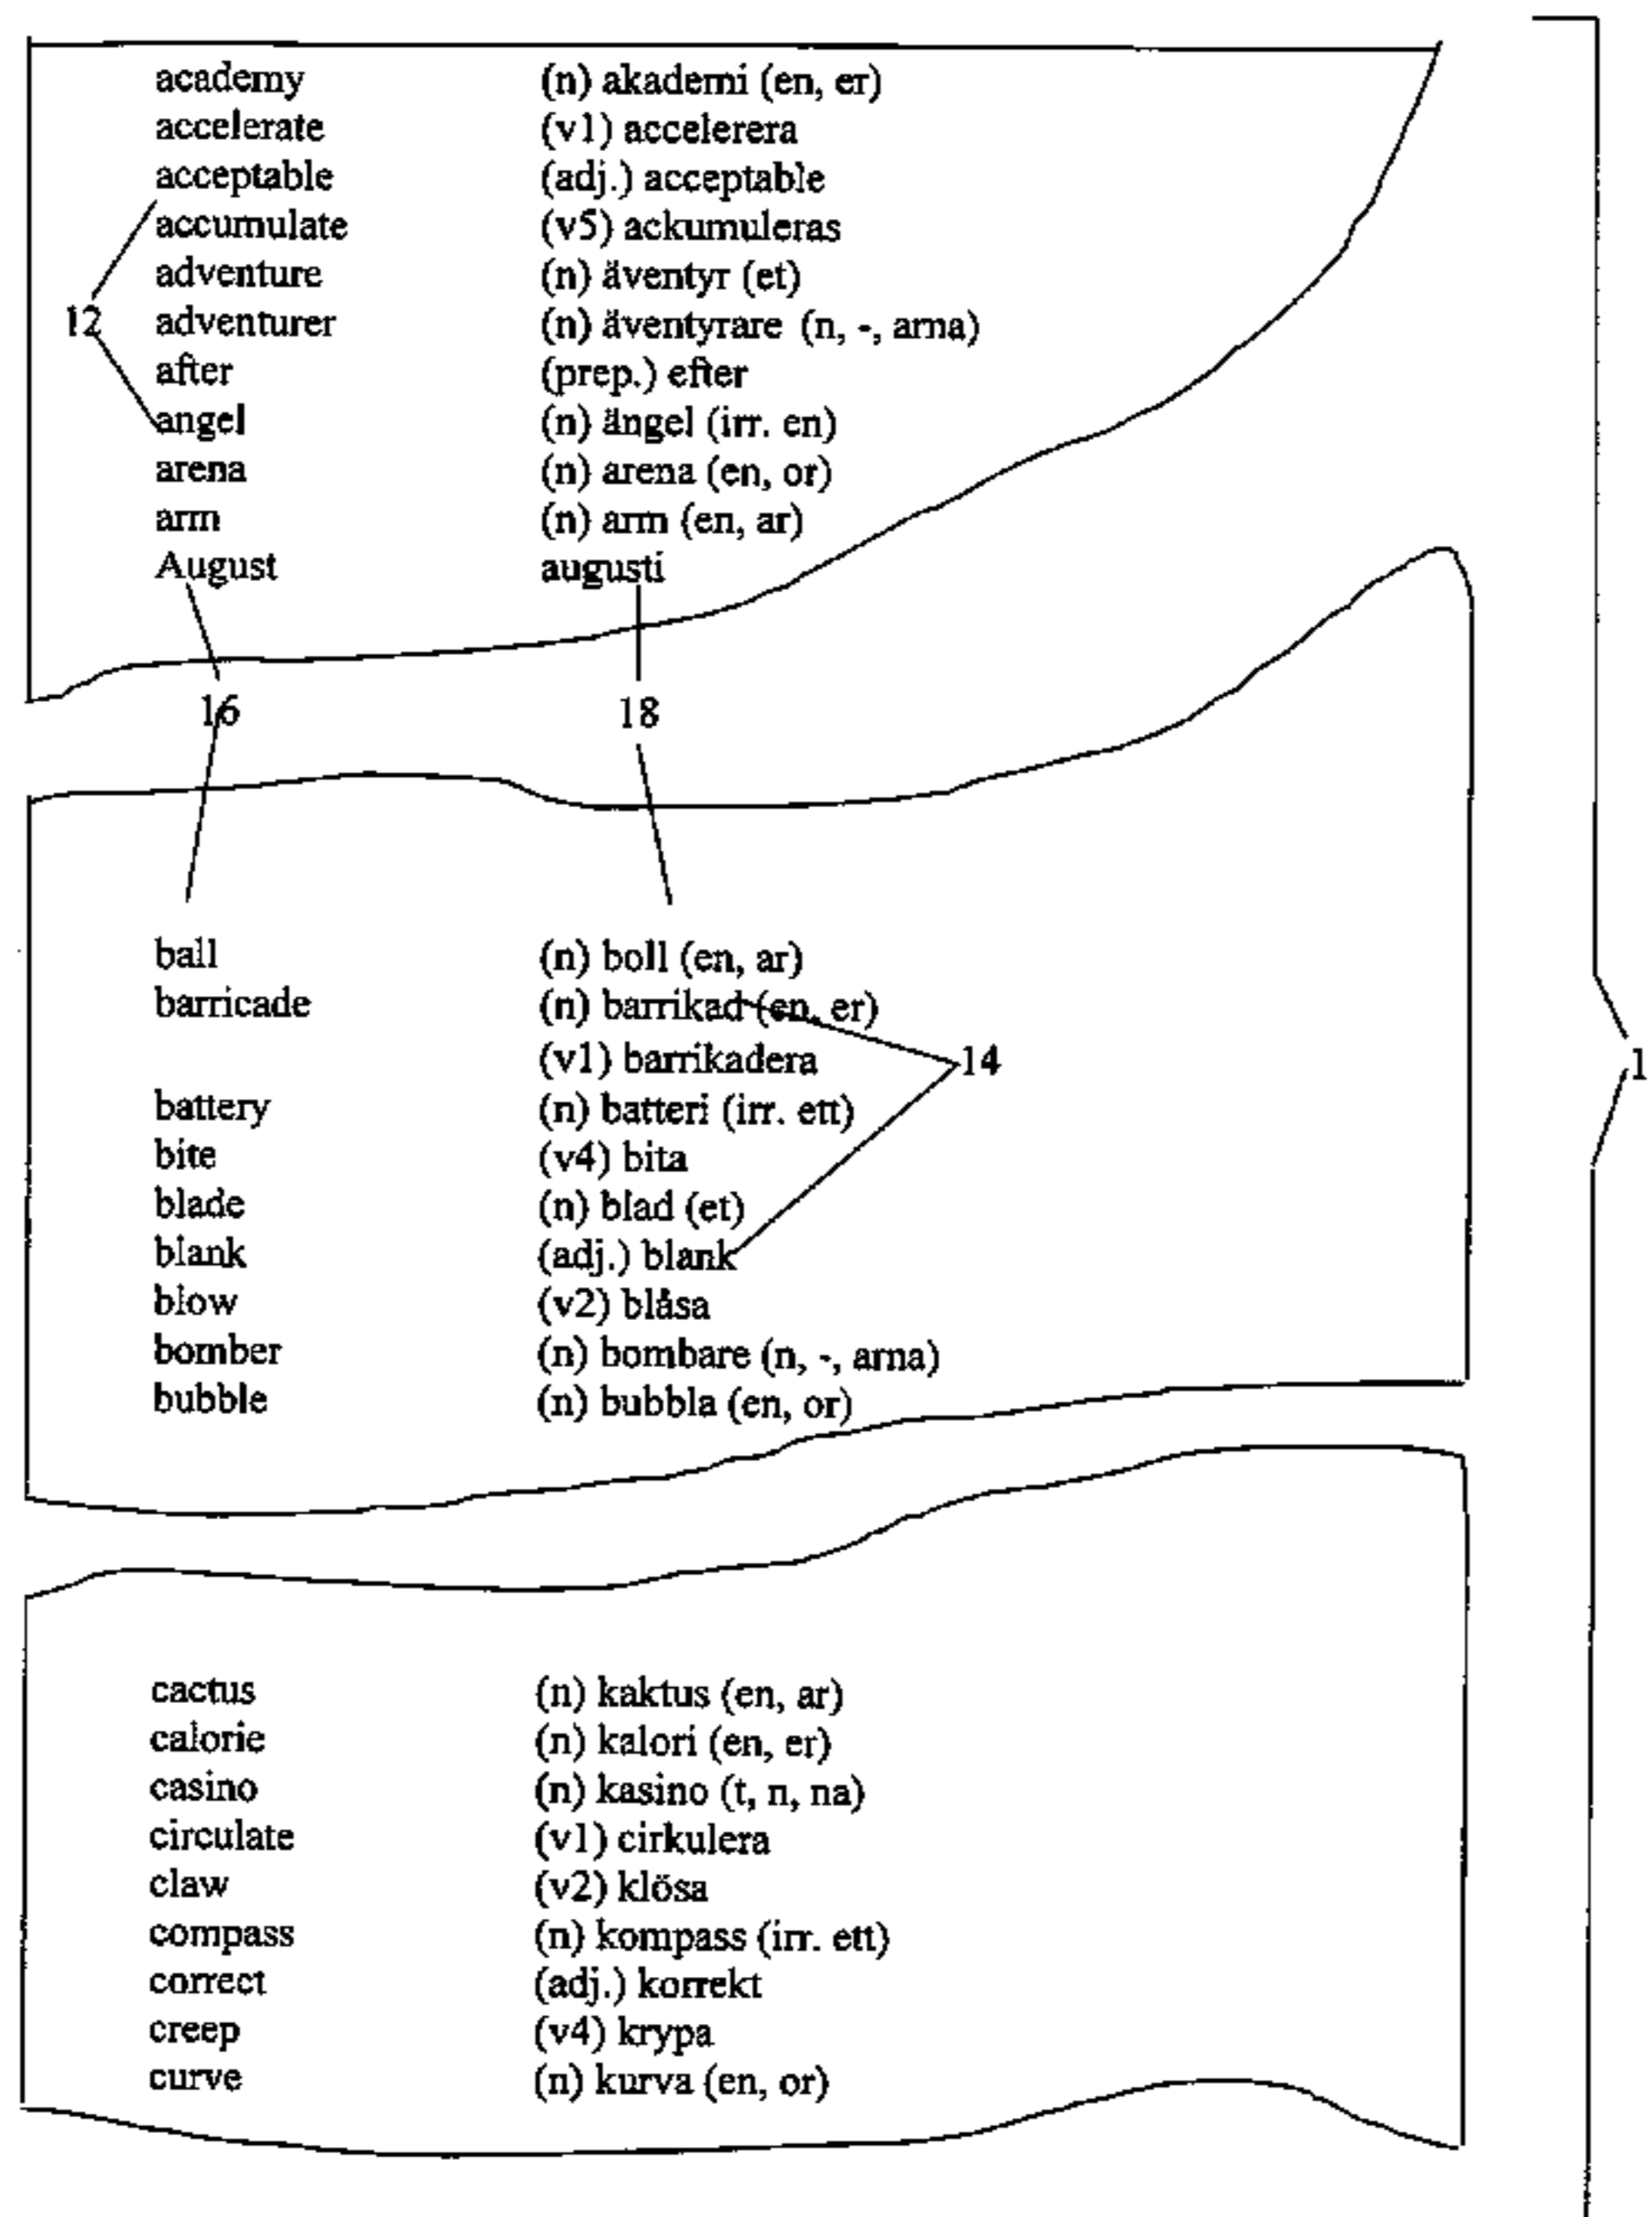 academy (n) akademi (en, er)
accelerate (v1) accelerera
acceptable (adj.) acceptable
accumulate (v5) ackumuleras
adventure (n) äventyr (et)
12 adventurer (n) äventyrare (n, -, arna)
after (prep.) efter
angel (n) ängel (irr. en)
arena (n) arena (en, or)
arm (n) arm (en, ar)
August augusti
16 18
ball (n) boll (en, ar)
barricade (n) barrikad (en, er)
(v1) barrikadera 14 1
battery (n) batteri (irr. ett)
bite (v4) bita
blade (n) blad (et)
blank (adj.) blank
blow (v2) blåsa
bomber (n) bombare (n, -, arna)
bubble (n) bubbla (en, or)
cactus (n) kaktus (en, ar)
calorie (n) kalori (en, er)
casino (n) kasino (t, n, na)
circulate (v1) cirkulera
claw (v2) klösa
compass (n) kompass (irr. ett)
correct (adj.) korrekt
creep (v4) krypa
curve (n) kurva (en, or)